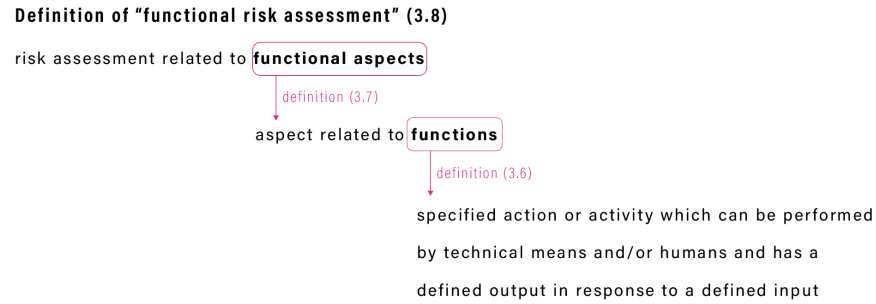 Definition of “functional risk assessment” (3.8)
risk assessment related to functional aspects
definition (3.7)
aspect related to functions
definition (3.6)
specified action or activity which can be performed
by technical means and/or humans and has a
defined output in response to a defined input